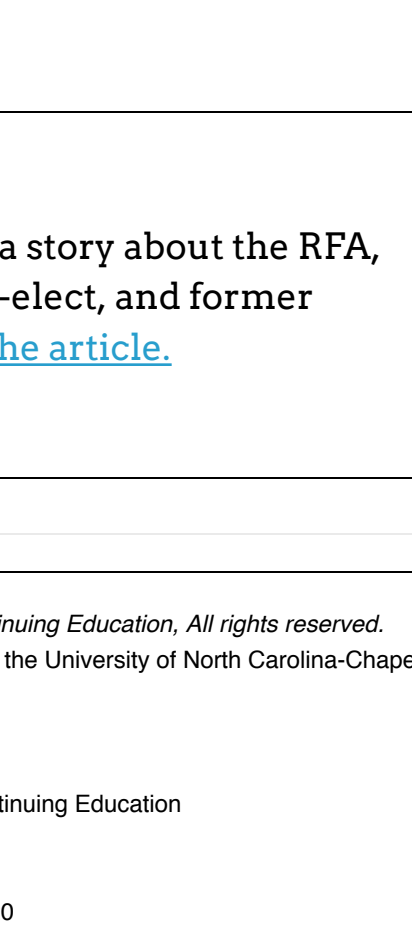 a story about the RFA,
-elect, and former
he article.
inuing Education, All rights reserved.
the University of North Carolina-Chape
tinuing Education
0